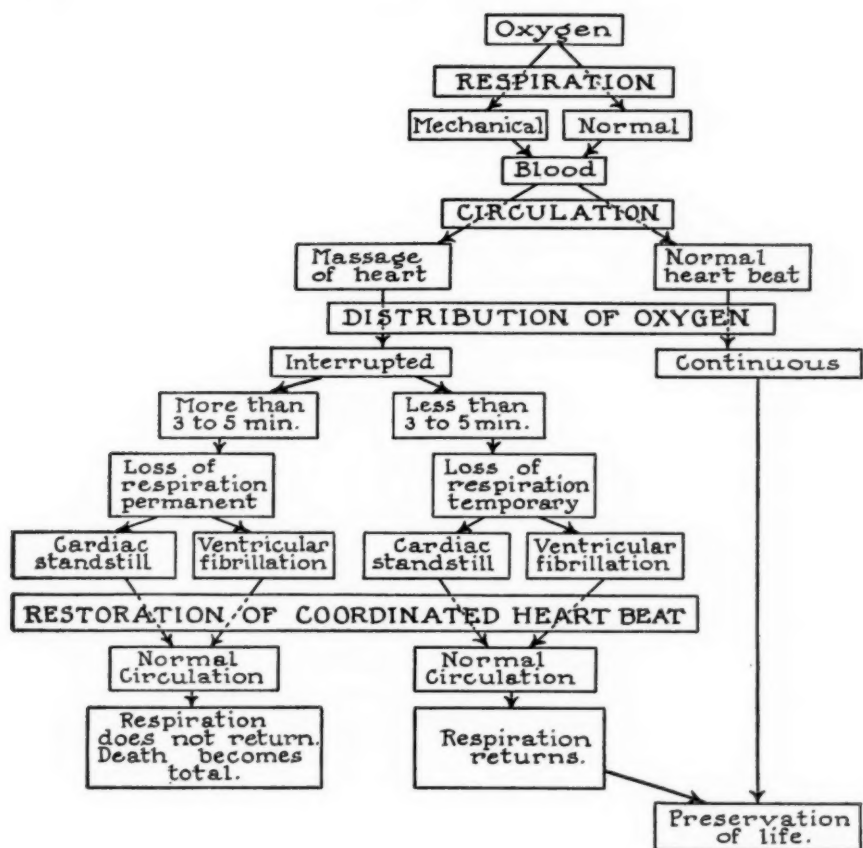 Oxygen
RESPIRATION
Mechanical
Normal
Blood
CIRCULATION
Massage
of heart
Normal
heart beat
DISTRIBUTION OF OXYGEN
Interrupted
Continuous
More than
3 to 5 min.
Less than
3 to 5 min.
Loss of
respiration
permanent
Loss of
respiration
temporary
Cardiac
standstill
Ventricular
fibrillation
Cardiac
standstill
Ventricular
fibrillation
RESTORATION OF COORDINATED HEART BEAT
Normal
Circulation
Normal
Circulation
Respiration
does not return.
Death becomes
total.
Respiration
returns.
Preservation
of life.